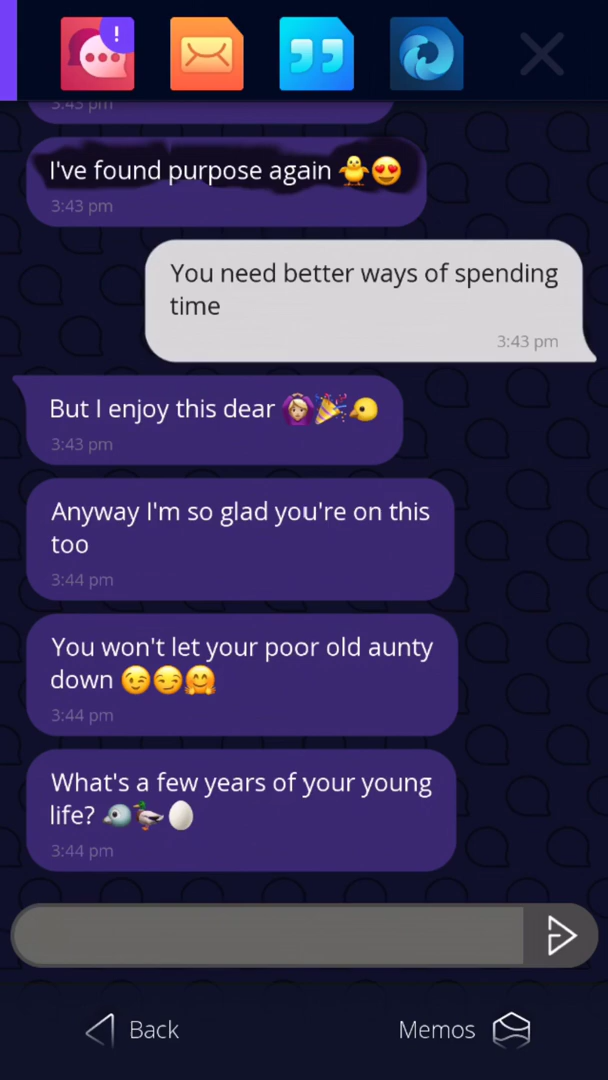 !
3:43 pm
I've found purpose again 🐥😍
3:43 pm
You need better ways of spending
time
3:43 pm
But I enjoy this dear 🙆🏼‍♀️🎉🐤
3:43 pm
Anyway I'm so glad you're on this
too
3:44 pm
You won't let your poor old aunty
down 😉😏🤗
3:44 pm
What's a few years of your young
life? 🐦🦆🥚
3:44 pm
Back
Memos